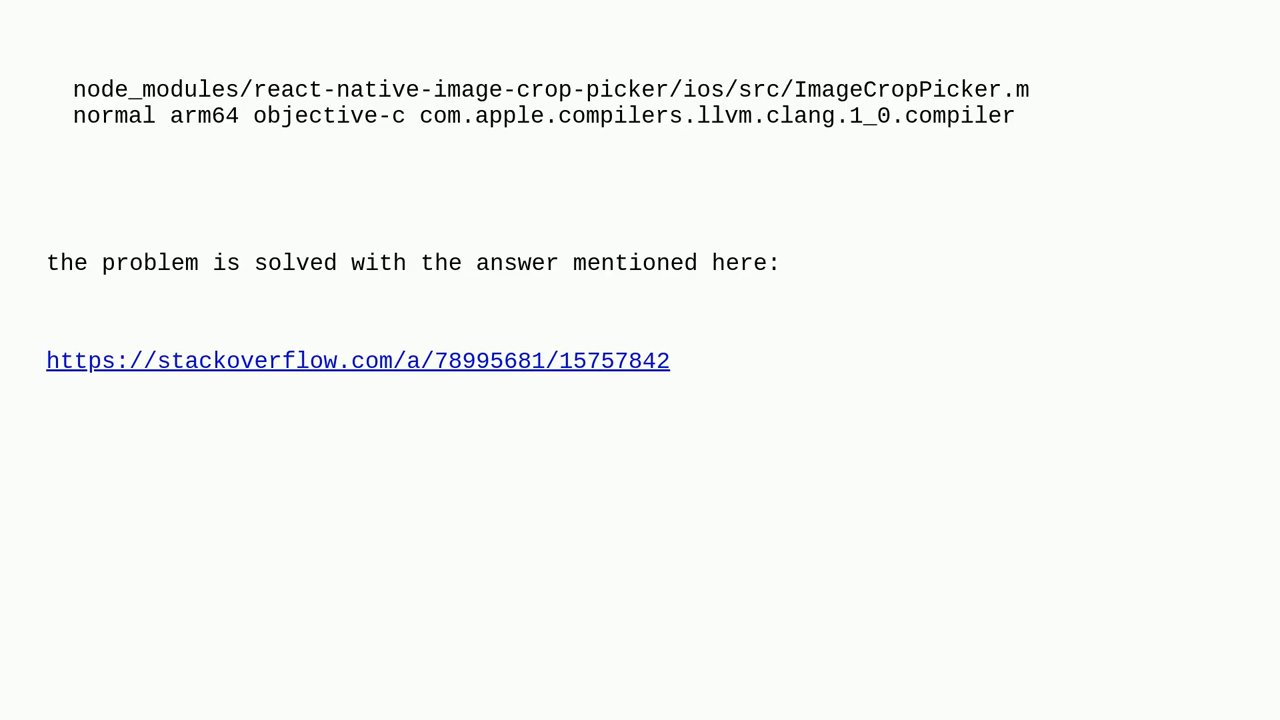 node_modules/react-native-image-crop-picker/ios/src/ImageCropPicker.m
normal arm64 objective-c com.apple.compilers.llvm.clang.1_0.compiler
the problem is solved with the answer mentioned here:
https://stackoverflow.com/a/78995681/15757842